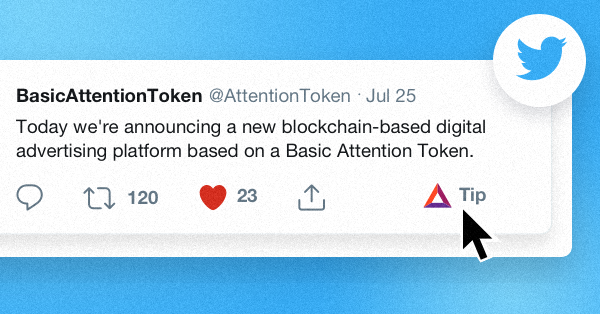 BasicAttentionToken @AttentionToken · Jul 25
Today we're announcing a new blockchain-based digital
advertising platform based on a Basic Attention Token.
120 23 Tip